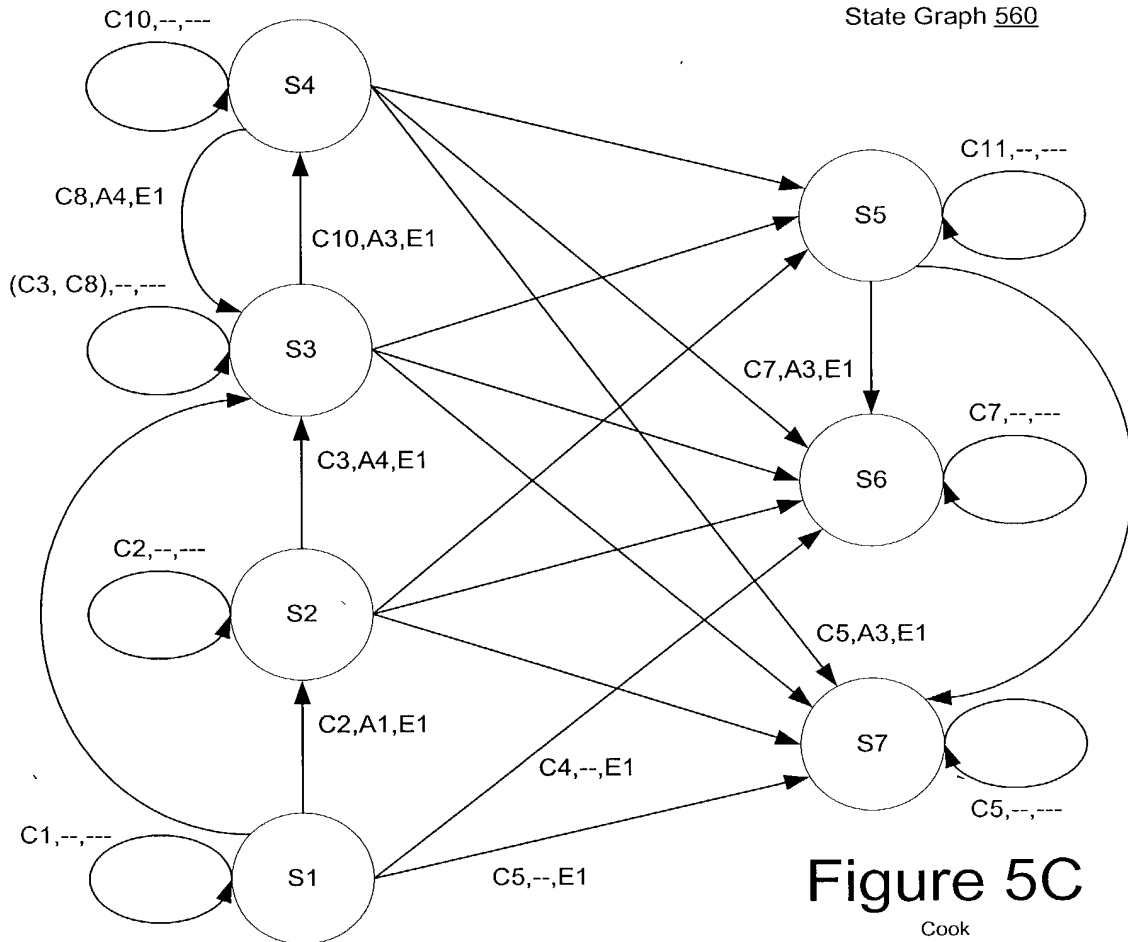 C10,--,---
State Graph 560
S4
C11,--,---
C8,A4,E1
S5
C10,A3,E1
(C3, C8),--,---
S3
C7,A3,E1
C7,--,---
C3,A4,E1
S6
C2,--,---
S2
C5,A3,E1
C2,A1,E1
S7
C4,--,E1
C5,--,---
C1,--,---
S1
C5,--,E1
Figure 5C
Cook